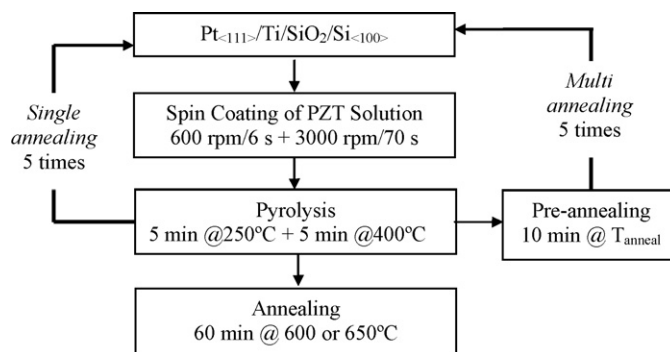 Pt<111>/Ti/SiO₂/Si<100>
Single
annealing
5 times
Multi
annealing
5 times
Spin Coating of PZT Solution
600 rpm/6 s + 3000 rpm/70 s
Pyrolysis
5 min @250ºC + 5 min @400ºC
Pre-annealing
10 min @ Tanneal
Annealing
60 min @ 600 or 650ºC